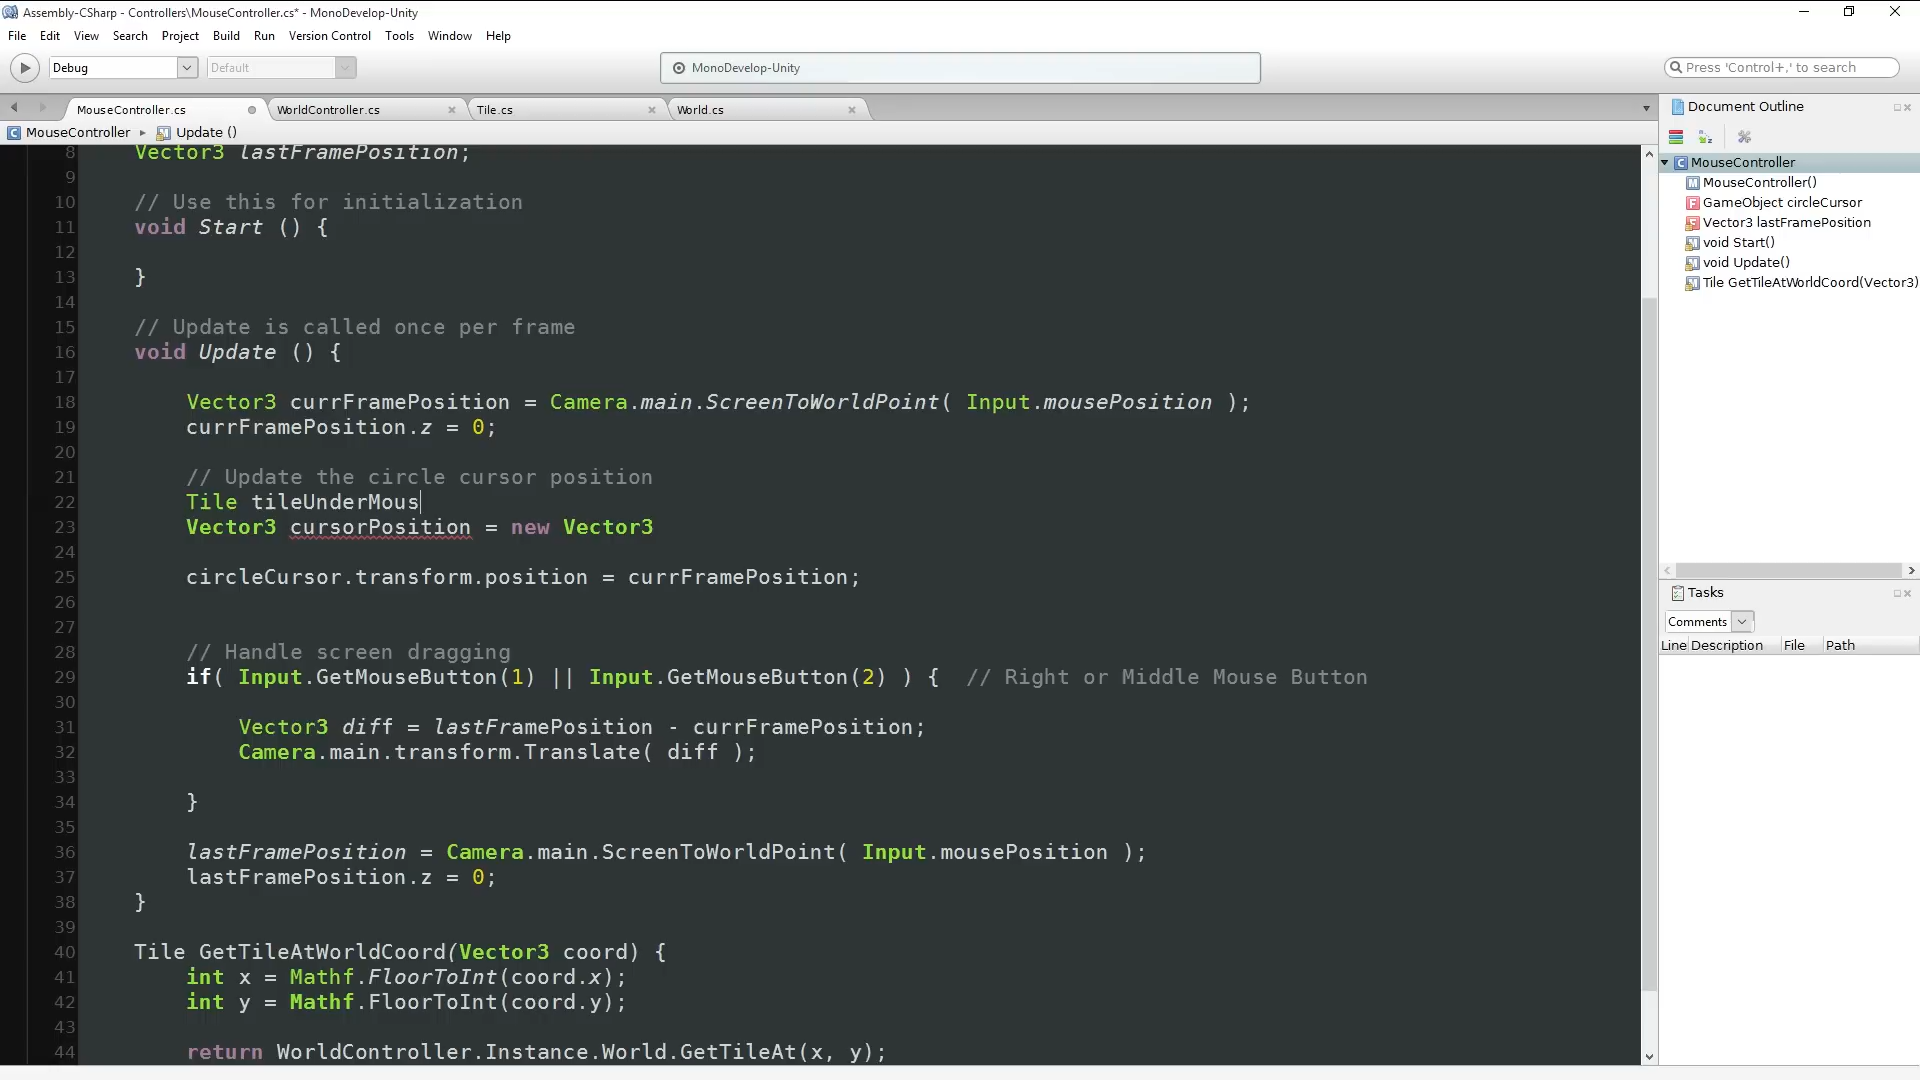 Assembly-CSharp - Controllers\MouseController.cs* - MonoDevelop-Unity
File Edit View Search Project Build Run Version Control Tools Window Help
Debug Default MonoDevelop-Unity Press 'Control+,' to search
MouseController.cs WorldController.cs Tile.cs World.cs
MouseController Update ()
8 Vector3 lastFramePosition;
9
10 // Use this for initialization
11 void Start () {
12
13 }
14
15 // Update is called once per frame
16 void Update () {
17
18 Vector3 currFramePosition = Camera.main.ScreenToWorldPoint( Input.mousePosition );
19 currFramePosition.z = 0;
20
21 // Update the circle cursor position
22 Tile tileUnderMous
23 Vector3 cursorPosition = new Vector3
24
25 circleCursor.transform.position = currFramePosition;
26
27
28 // Handle screen dragging
29 if( Input.GetMouseButton(1) || Input.GetMouseButton(2) ) { // Right or Middle Mouse Button
30
31 Vector3 diff = lastFramePosition - currFramePosition;
32 Camera.main.transform.Translate( diff );
33
34 }
35
36 lastFramePosition = Camera.main.ScreenToWorldPoint( Input.mousePosition );
37 lastFramePosition.z = 0;
38 }
39
40 Tile GetTileAtWorldCoord(Vector3 coord) {
41 int x = Mathf.FloorToInt(coord.x);
42 int y = Mathf.FloorToInt(coord.y);
43
44 return WorldController.Instance.World.GetTileAt(x, y);
Document Outline
MouseController
MouseController()
GameObject circleCursor
Vector3 lastFramePosition
void Start()
void Update()
Tile GetTileAtWorldCoord(Vector3)
Tasks
Comments
Line Description File Path